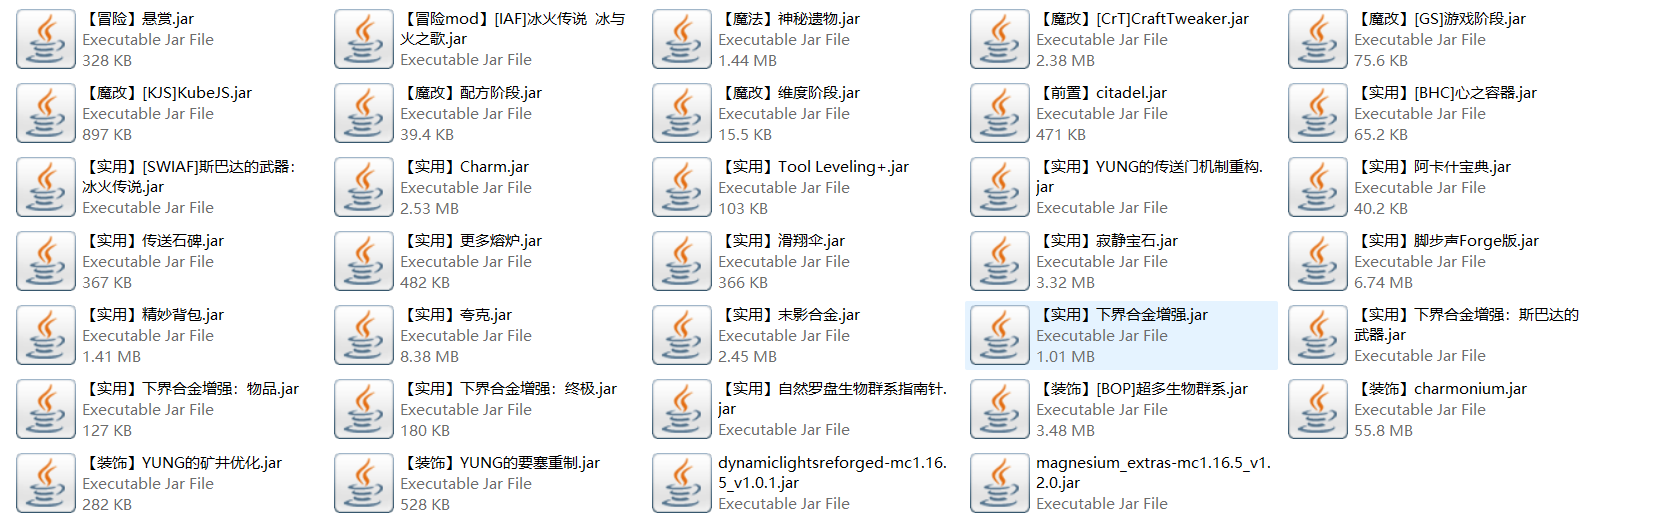 【冒险】悬赏.jar
Executable Jar File
328 KB
【冒险mod】[IAF]冰火传说  冰与
火之歌.jar
Executable Jar File
【魔法】神秘遗物.jar
Executable Jar File
1.44 MB
【魔改】[CrT]CraftTweaker.jar
Executable Jar File
2.38 MB
【魔改】[GS]游戏阶段.jar
Executable Jar File
75.6 KB
【魔改】[KJS]KubeJS.jar
Executable Jar File
897 KB
【魔改】配方阶段.jar
Executable Jar File
39.4 KB
【魔改】维度阶段.jar
Executable Jar File
15.5 KB
【前置】citadel.jar
Executable Jar File
471 KB
【实用】[BHC]心之容器.jar
Executable Jar File
65.2 KB
【实用】[SWIAF]斯巴达的武器：
冰火传说.jar
Executable Jar File
【实用】Charm.jar
Executable Jar File
2.53 MB
【实用】Tool Leveling+.jar
Executable Jar File
103 KB
【实用】YUNG的传送门机制重构.
jar
Executable Jar File
【实用】阿卡什宝典.jar
Executable Jar File
40.2 KB
【实用】传送石碑.jar
Executable Jar File
367 KB
【实用】更多熔炉.jar
Executable Jar File
482 KB
【实用】滑翔伞.jar
Executable Jar File
366 KB
【实用】寂静宝石.jar
Executable Jar File
3.32 MB
【实用】脚步声Forge版.jar
Executable Jar File
6.74 MB
【实用】精妙背包.jar
Executable Jar File
1.41 MB
【实用】夸克.jar
Executable Jar File
8.38 MB
【实用】末影合金.jar
Executable Jar File
2.45 MB
【实用】下界合金增强.jar
Executable Jar File
1.01 MB
【实用】下界合金增强：斯巴达的
武器.jar
Executable Jar File
【实用】下界合金增强：物品.jar
Executable Jar File
127 KB
【实用】下界合金增强：终极.jar
Executable Jar File
180 KB
【实用】自然罗盘生物群系指南针.
jar
Executable Jar File
【装饰】[BOP]超多生物群系.jar
Executable Jar File
3.48 MB
【装饰】charmonium.jar
Executable Jar File
55.8 MB
【装饰】YUNG的矿井优化.jar
Executable Jar File
282 KB
【装饰】YUNG的要塞重制.jar
Executable Jar File
528 KB
dynamiclightsreforged-mc1.16.
5_v1.0.1.jar
Executable Jar File
magnesium_extras-mc1.16.5_v1.
2.0.jar
Executable Jar File